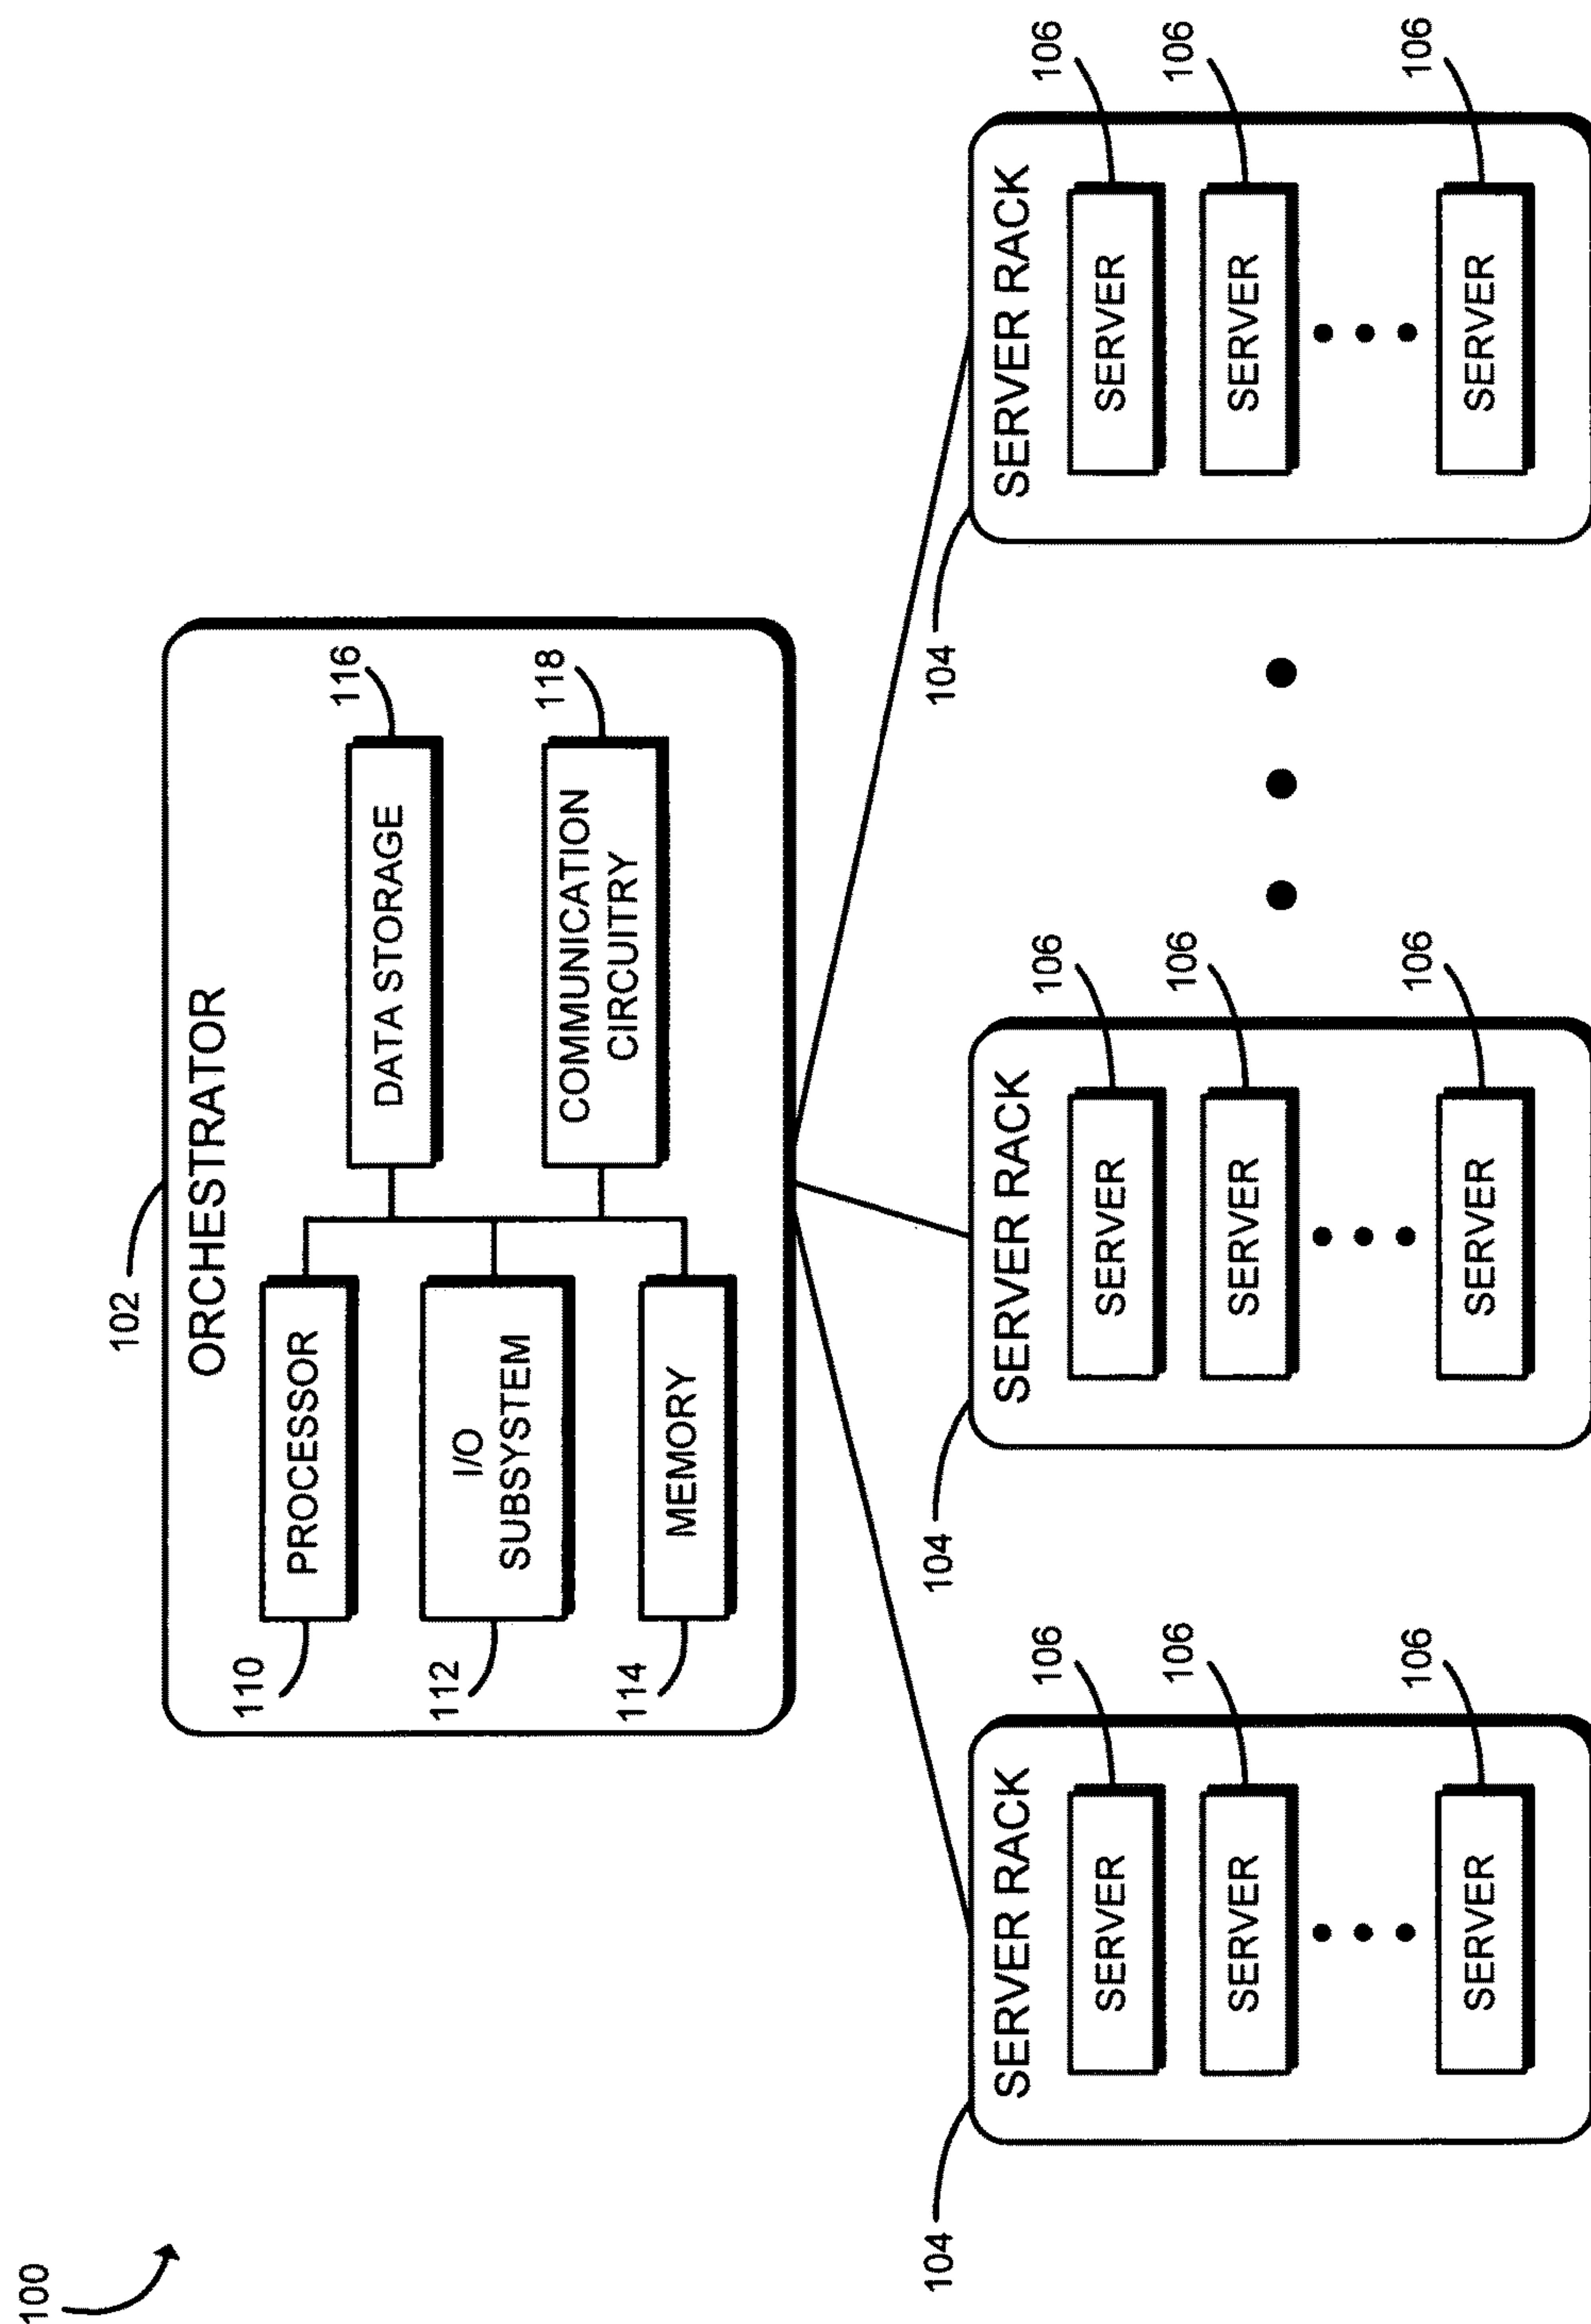 100
102
ORCHESTRATOR
110
PROCESSOR
112
I/O
SUBSYSTEM
114
MEMORY
DATA STORAGE
116
COMMUNICATION
CIRCUITRY
118
104
SERVER RACK
SERVER
106
SERVER
106
SERVER
106
104
SERVER RACK
SERVER
106
SERVER
106
SERVER
106
104
SERVER RACK
SERVER
106
SERVER
106
SERVER
106